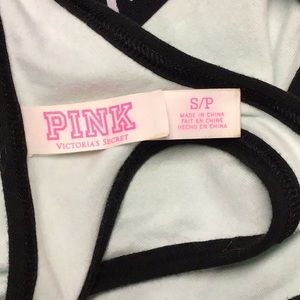 PINK
VICTORIA'S SECRET
S/P
MADE IN CHINA
FAIT EN CHINE
HECHO EN CHINA